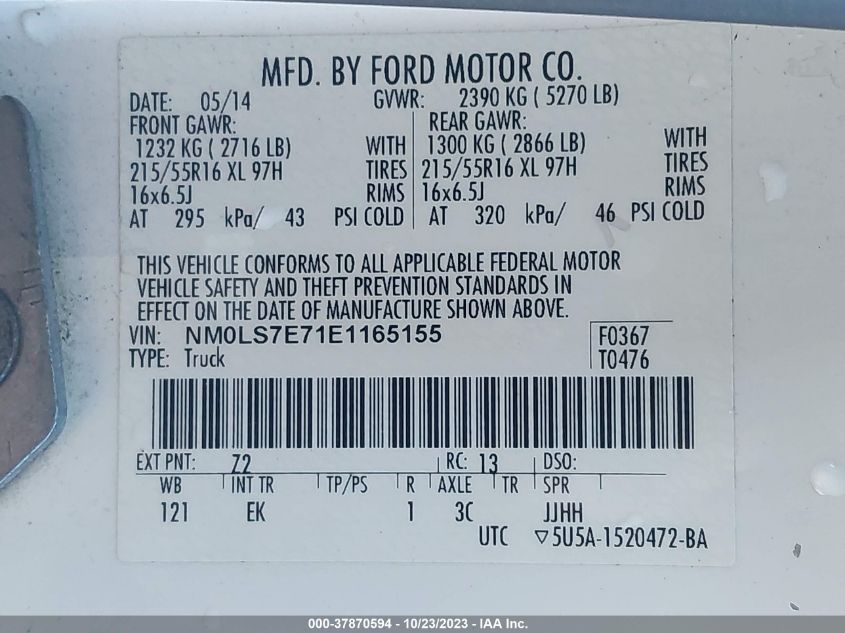 MFD. BY FORD MOTOR CO.
DATE: 05/14 GVWR: 2390 KG ( 5270 LB)
FRONT GAWR: REAR GAWR:
1232 KG ( 2716 LB) WITH 1300 KG ( 2866 LB) WITH
215/55R16 XL 97H TIRES 215/55R16 XL 97H TIRES
16x6.5J RIMS 16x6.5J RIMS
AT 295 kPa/ 43 PSI COLD AT 320 kPa/ 46 PSI COLD
THIS VEHICLE CONFORMS TO ALL APPLICABLE FEDERAL MOTOR
VEHICLE SAFETY AND THEFT PREVENTION STANDARDS IN
EFFECT ON THE DATE OF MANUFACTURE SHOWN ABOVE.
VIN: NM0LS7E71E1165155 F0367
TYPE: Truck T0476
EXT PNT: Z2 RC: 13 DSO:
WB INT TR TP/PS R AXLE TR SPR
121 EK 1 3C JJHH
UTC ▽5U5A-1520472-BA
000-37870594 - 10/23/2023 - IAA Inc.